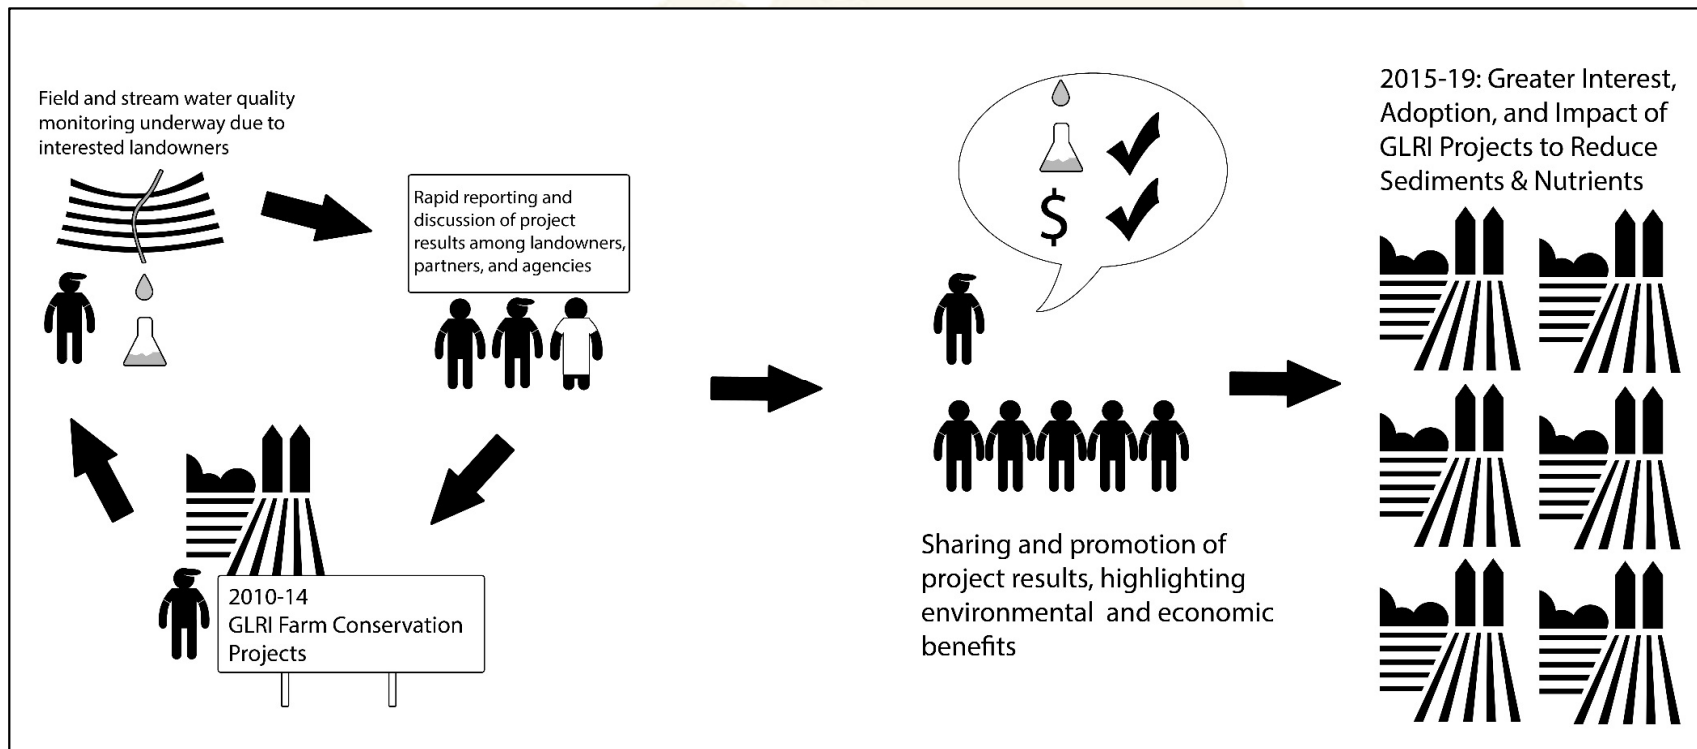 Field and stream water quality
monitoring underway due to
interested landowners
Rapid reporting and
discussion of project
results among landowners,
partners, and agencies
2010-14
GLRI Farm Conservation
Projects
$
Sharing and promotion of
project results, highlighting
environmental and economic
benefits
2015-19: Greater Interest,
Adoption, and Impact of
GLRI Projects to Reduce
Sediments & Nutrients